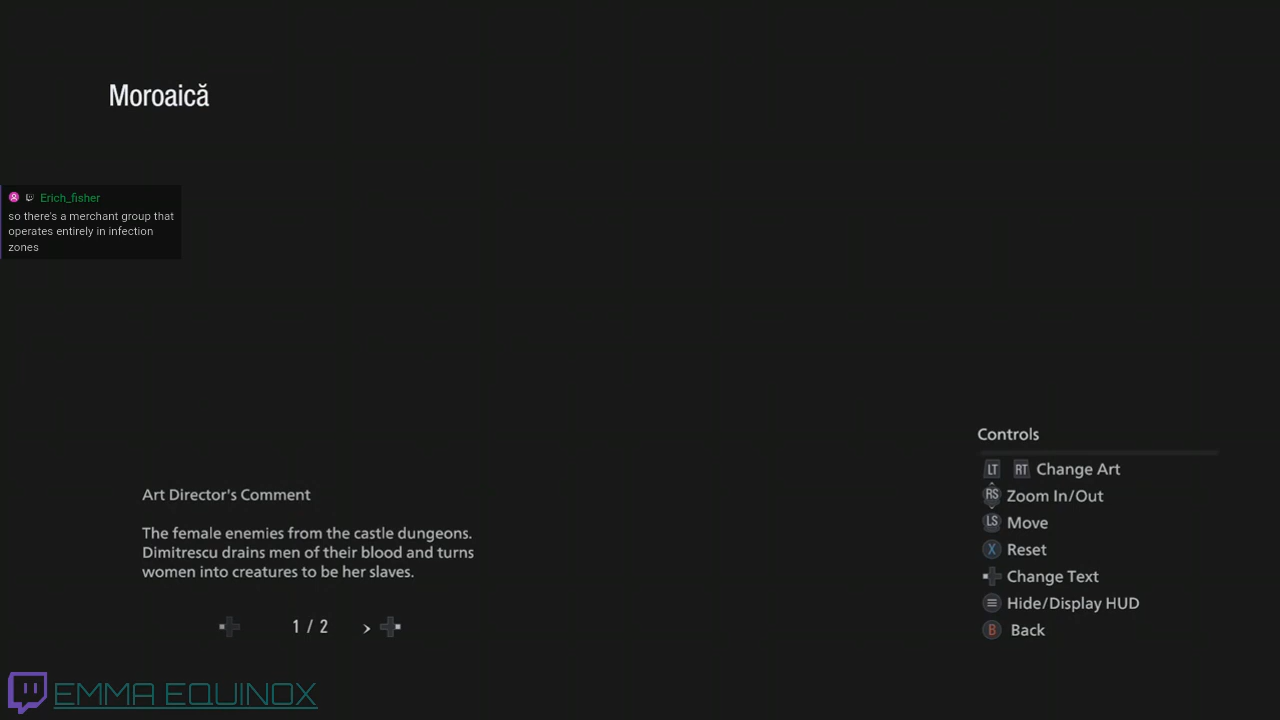 Moroaică
Erich_fisher
so there's a merchant group that
operates entirely in infection
zones
Controls
LT RT Change Art
RS Zoom In/Out
LS Move
X Reset
Change Text
Hide/Display HUD
B Back
Art Director's Comment
The female enemies from the castle dungeons.
Dimitrescu drains men of their blood and turns
women into creatures to be her slaves.
1 / 2 >
EMMA EQUINOX